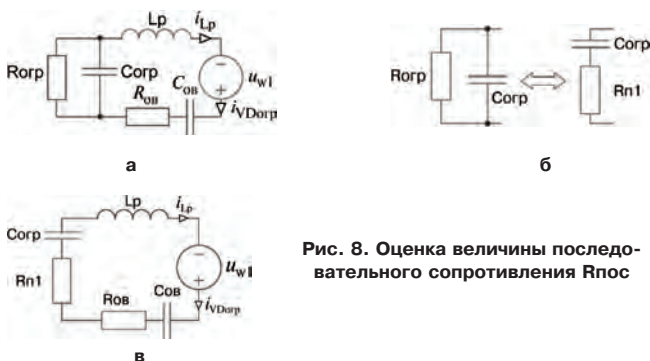 Lp
iLp
Rогр
Cогр
uw1
Rов
Cов
iVDогр
а
Rогр
Cогр
Cогр
Rп1
б
Lp
iLp
Cогр
Rп1
uw1
Rов
Cов
iVDогр
в
Рис. 8. Оценка величины последо-
вательного сопротивления Rпос